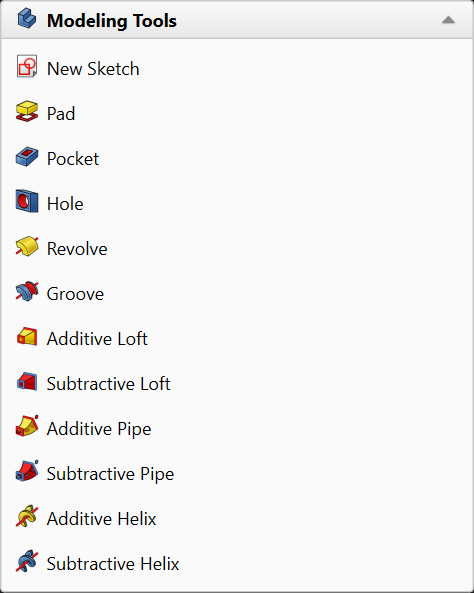 Modeling Tools
New Sketch
Pad
Pocket
Hole
Revolve
Groove
Additive Loft
Subtractive Loft
Additive Pipe
Subtractive Pipe
Additive Helix
Subtractive Helix